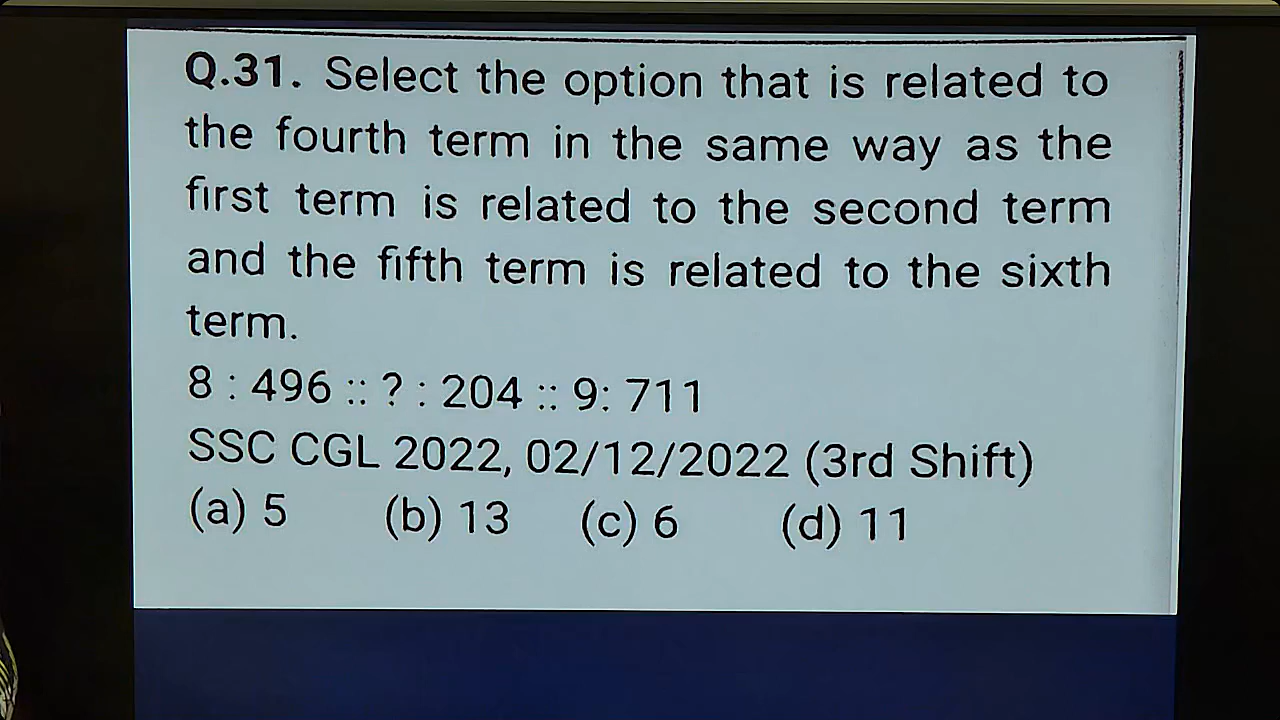 Q.31. Select the option that is related to
the fourth term in the same way as the
first term is related to the second term
and the fifth term is related to the sixth
term.
8 : 496 :: ? : 204 :: 9: 711
SSC CGL 2022, 02/12/2022 (3rd Shift)
(a) 5 (b) 13 (c) 6 (d) 11